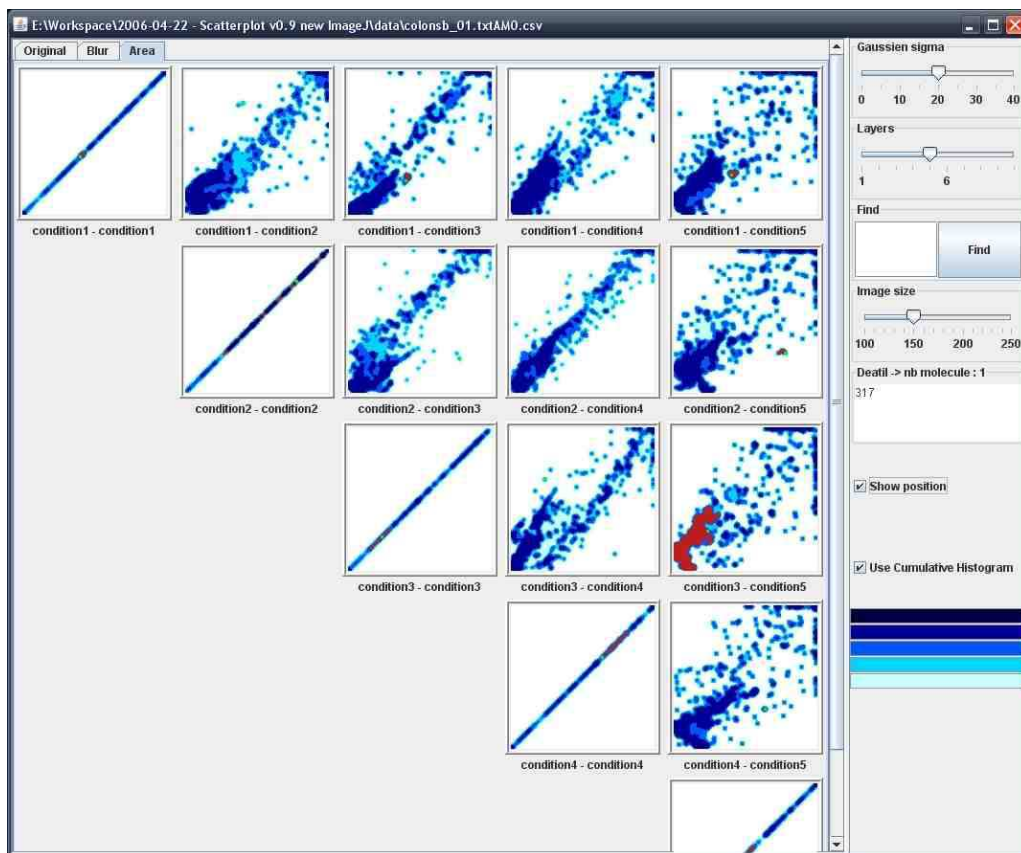 E:\Workspace\2006-04-22 - Scatterplot v0.9 new ImageJ\data\colonsb_01.txtAM0.csv
Original Blur Area
condition1 - condition1
condition1 - condition2
condition1 - condition3
condition1 - condition4
condition1 - condition5
condition2 - condition2
condition2 - condition3
condition2 - condition4
condition2 - condition5
condition3 - condition3
condition3 - condition4
condition3 - condition5
condition4 - condition4
condition4 - condition5
Gaussien sigma
0 10 20 30 40
Layers
1 6
Find
Find
Image size
100 150 200 250
Deatil -> nb molecule : 1
317
Show position
Use Cumulative Histogram